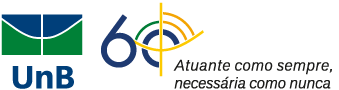 UnB
60
Atuante como sempre,
necessária como nunca